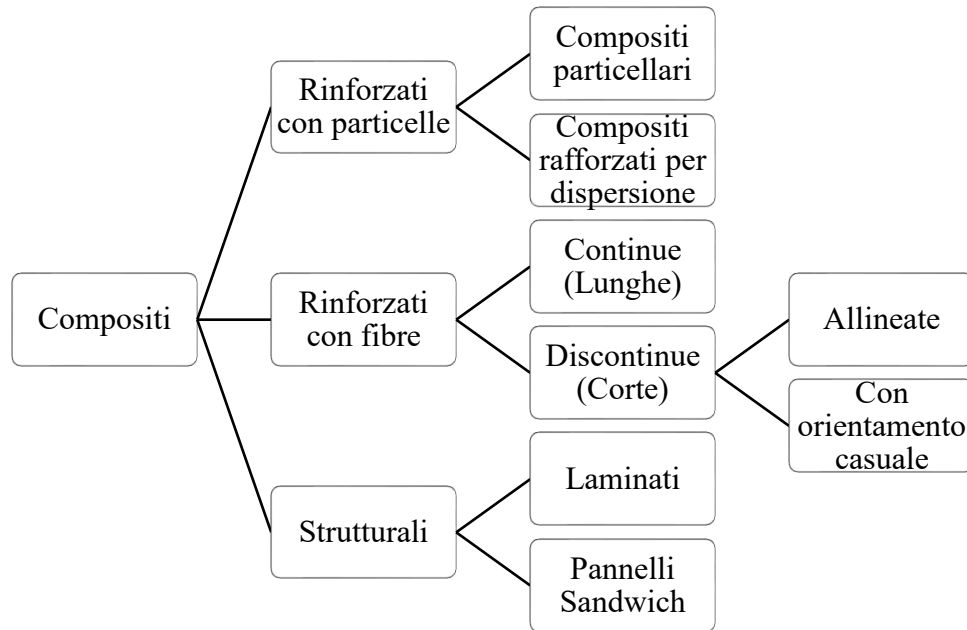 Compositi
Rinforzati
con particelle
Compositi
particellari
Compositi
rafforzati per
dispersione
Rinforzati
con fibre
Continue
(Lunghe)
Discontinue
(Corte)
Allineate
Con
orientamento
casuale
Strutturali
Laminati
Pannelli
Sandwich